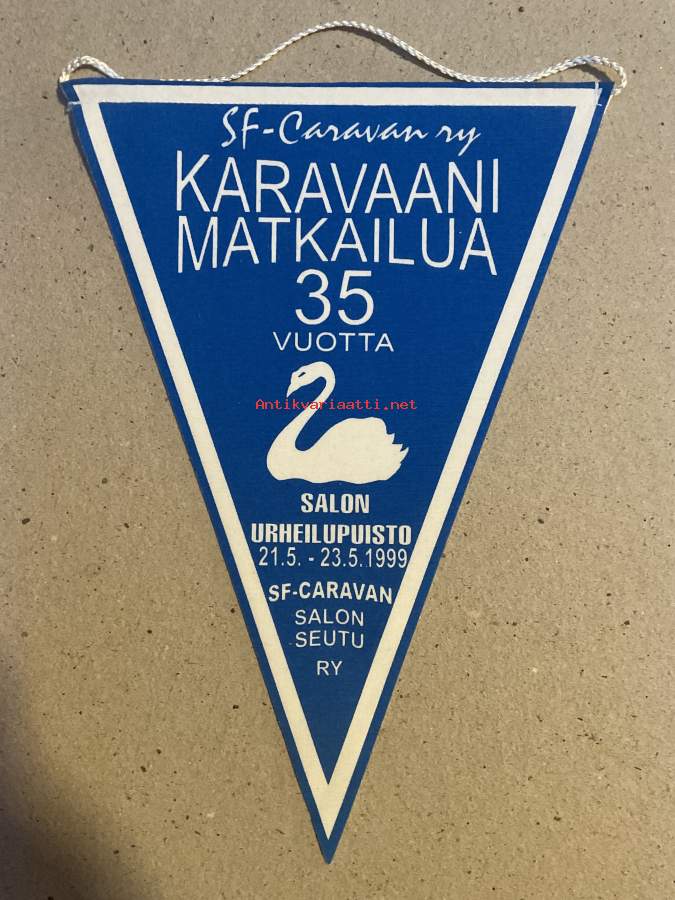 SF-Caravan ry
KARAVAANI
MATKAILUA
35
VUOTTA
Antikvariaatti.net
SALON
URHEILUPUISTO
21.5. - 23.5.1999
SF-CARAVAN
SALON
SEUTU
RY